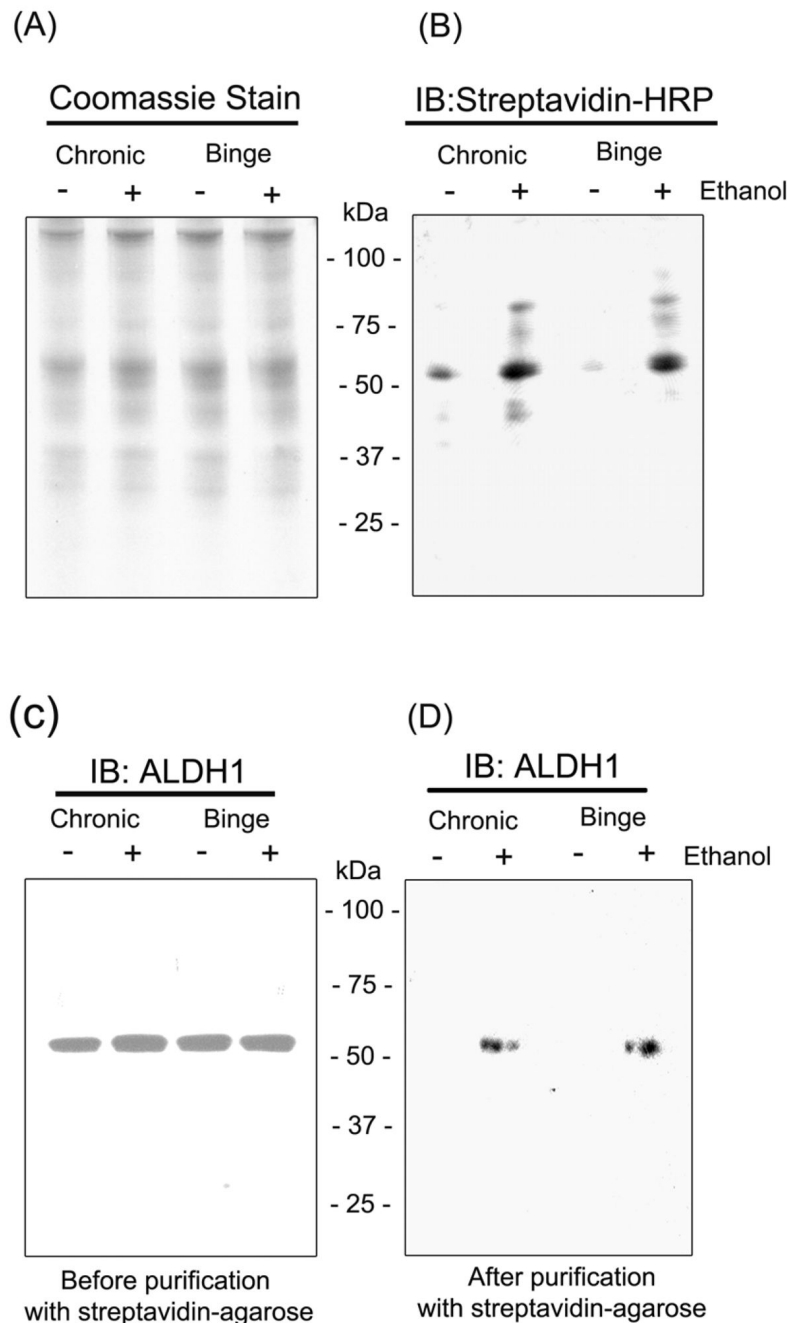 (A)
Coomassie Stain
Chronic Binge
- + - +
(B)
IB:Streptavidin-HRP
Chronic Binge
- + - + Ethanol
kDa
- 100 -
- 75 -
- 50 -
- 37 -
- 25 -
(c)
IB: ALDH1
Chronic Binge
- + - +
(D)
IB: ALDH1
Chronic Binge
- + - + Ethanol
kDa
- 100 -
- 75 -
- 50 -
- 37 -
- 25 -
Before purification
with streptavidin-agarose
After purification
with streptavidin-agarose